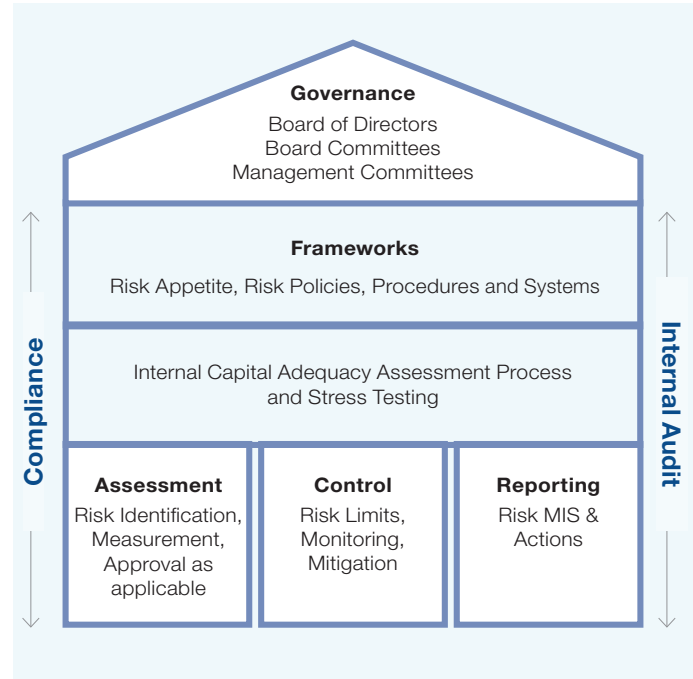 Governance
Board of Directors
Board Committees
Management Committees
Frameworks
Risk Appetite, Risk Policies, Procedures and Systems
Internal Capital Adequacy Assessment Process
and Stress Testing
Assessment
Risk Identification,
Measurement,
Approval as
applicable
Control
Risk Limits,
Monitoring,
Mitigation
Reporting
Risk MIS &
Actions
Compliance
Internal Audit